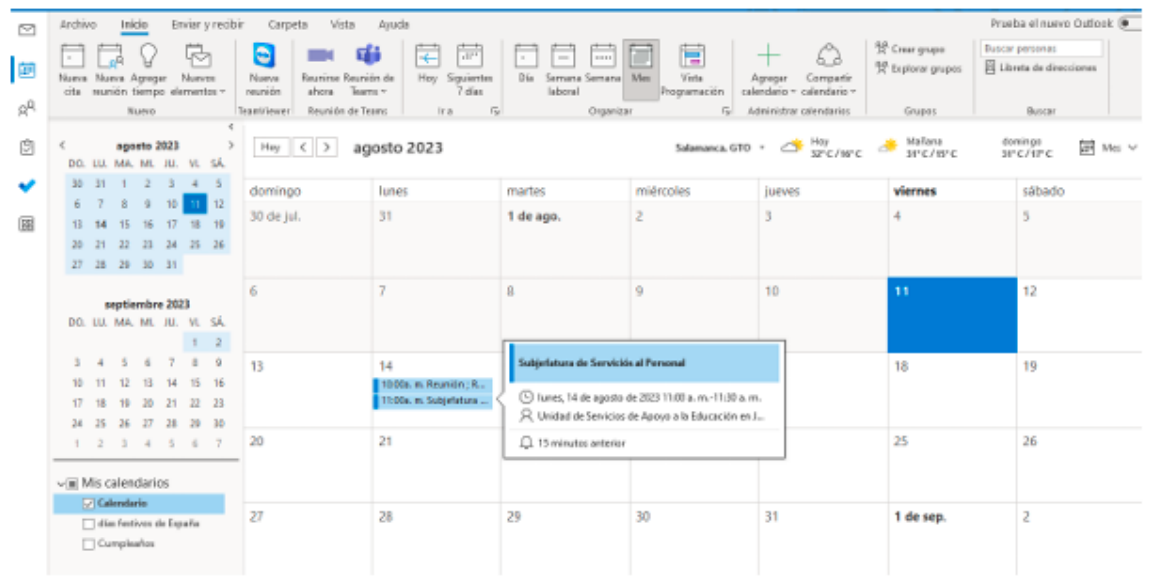 Archivo Inicio Enviar y recibir Carpeta Vista Ayuda Prueba el nuevo Outlook
Nueva cita Nueva reunión Agregar tiempo Nuevos elementos
Nuevo
Nueva reunión
TeamViewer
Reunirse ahora Reunión de Teams
Reunión de Teams
Hoy Siguientes 7 días
Ir a
Día Semana laboral Semana Mes Vista Programación
Organizar
Agregar calendario Compartir calendario
Administrar calendarios
Crear grupo
Explorar grupos
Grupos
Buscar personas
Libreta de direcciones
Buscar
agosto 2023
DO. LU. MA. MI. JU. VI. SÁ.
30 31 1 2 3 4 5
6 7 8 9 10 11 12
13 14 15 16 17 18 19
20 21 22 23 24 25 26
27 28 29 30 31
septiembre 2023
DO. LU. MA. MI. JU. VI. SÁ.
1 2
3 4 5 6 7 8 9
10 11 12 13 14 15 16
17 18 19 20 21 22 23
24 25 26 27 28 29 30
1 2 3 4 5 6 7
Mis calendarios
Calendario
días festivos de España
Cumpleaños
Hoy < > agosto 2023 Salamanca, GTO Hoy 32°C/16°C Mañana 31°C/15°C domingo 31°C/17°C Mes
domingo lunes martes miércoles jueves viernes sábado
30 de jul. 31 1 de ago. 2 3 4 5
6 7 8 9 10 11 12
13 14 18 19
10:00a. m. Reunión; R...
11:00a. m. Subjefatura ...
Subjefatura de Serviciós al Personal
lunes, 14 de agosto de 2023 11:00 a. m.-11:30 a. m.
Unidad de Servicios de Apoyo a la Educación en J...
15 minutos anterior
20 21 25 26
27 28 29 30 31 1 de sep. 2